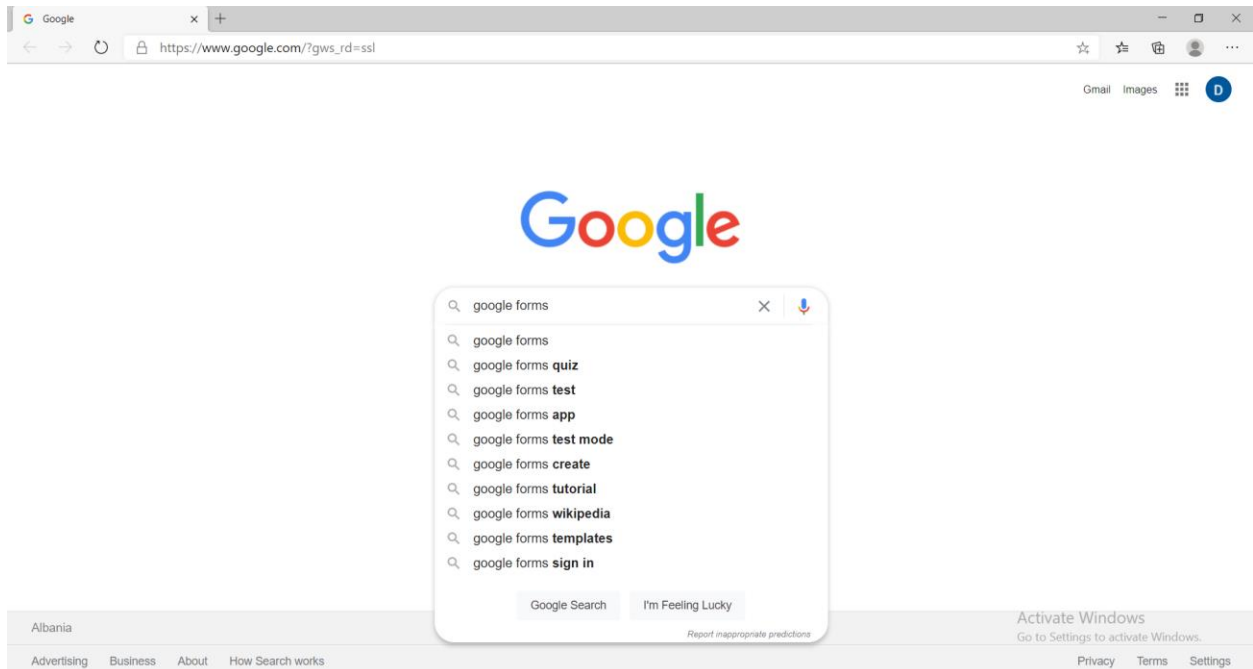 Google
https://www.google.com/?gws_rd=ssl
Gmail Images D
Google
google forms
google forms
google forms quiz
google forms test
google forms app
google forms test mode
google forms create
google forms tutorial
google forms wikipedia
google forms templates
google forms sign in
Google Search I'm Feeling Lucky
Report inappropriate predictions
Activate Windows
Go to Settings to activate Windows.
Albania
Advertising Business About How Search works Privacy Terms Settings